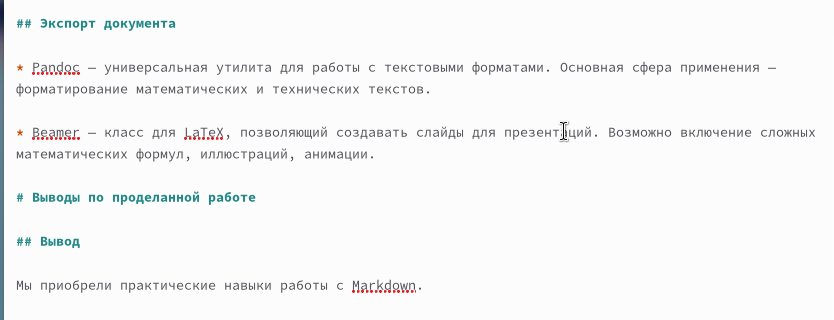 ## Экспорт документа
* Pandoc — универсальная утилита для работы с текстовыми форматами. Основная сфера применения —
форматирование математических и технических текстов.
* Beamer — класс для LaTeX, позволяющий создавать слайды для презентаций. Возможно включение сложных
математических формул, иллюстраций, анимации.
# Выводы по проделанной работе
## Вывод
Мы приобрели практические навыки работы с Markdown.